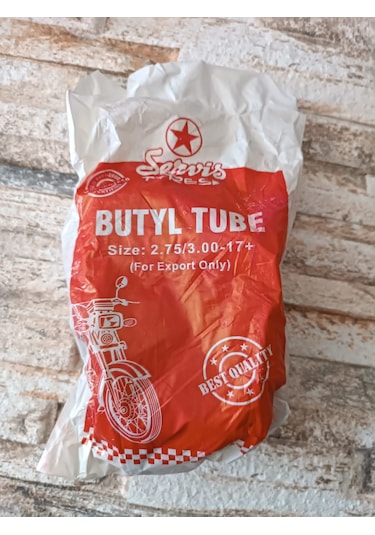 Servis
TYRES
BUTYL TUBE
Size: 2.75/3.00-17+
(For Export Only)
BEST QUALITY